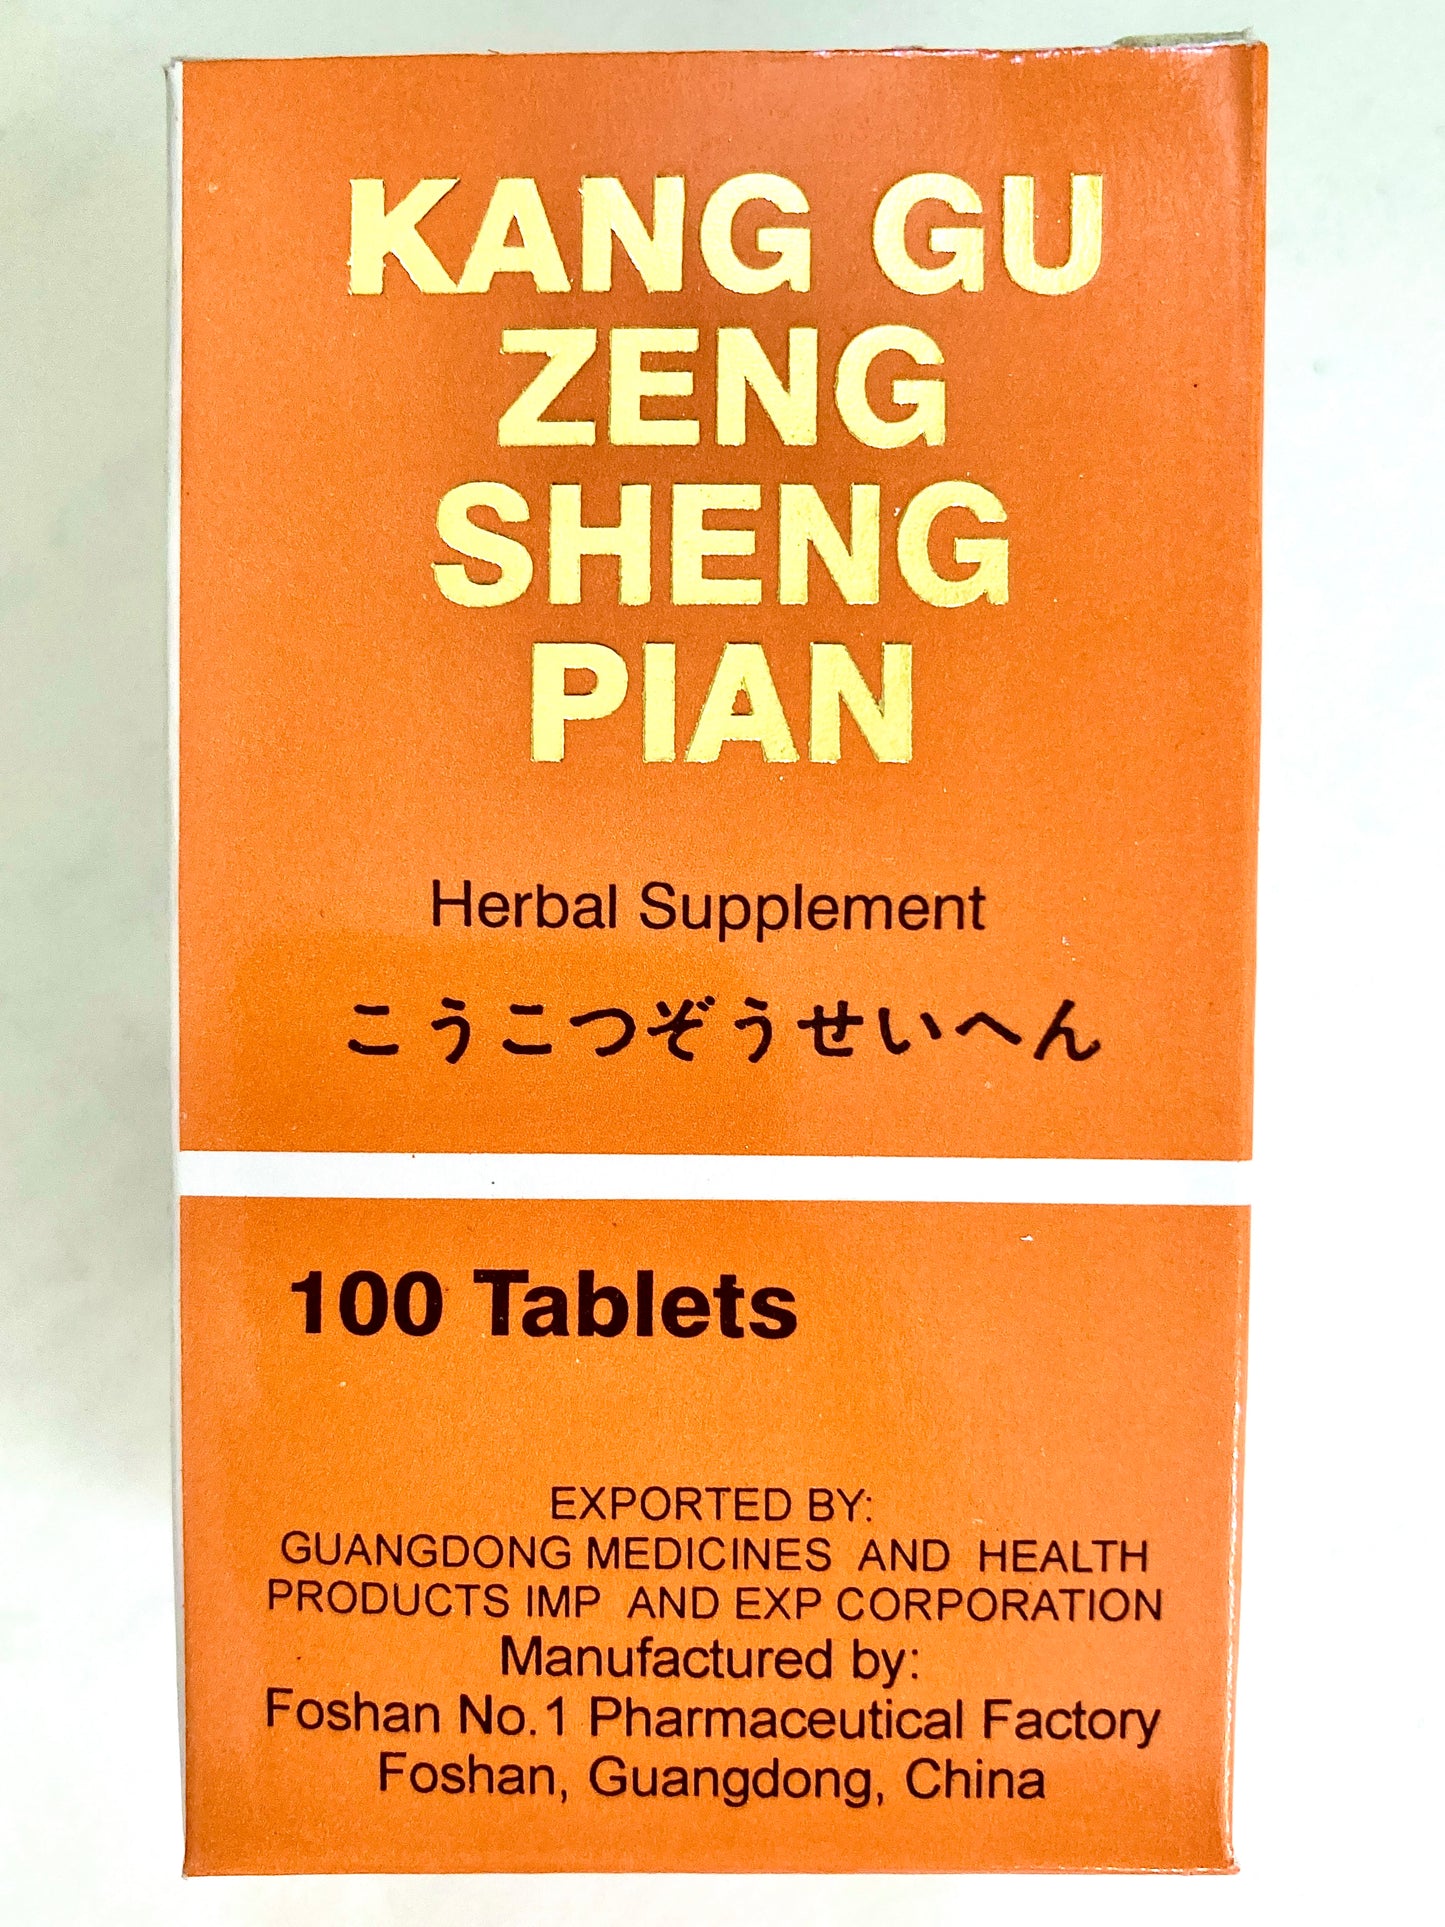 KANG GU
ZENG
SHENG
PIAN
Herbal Supplement
こうこつぞうせいへん
100 Tablets
EXPORTED BY:
GUANGDONG MEDICINES AND HEALTH
PRODUCTS IMP AND EXP CORPORATION
Manufactured by:
Foshan No.1 Pharmaceutical Factory
Foshan, Guangdong, China